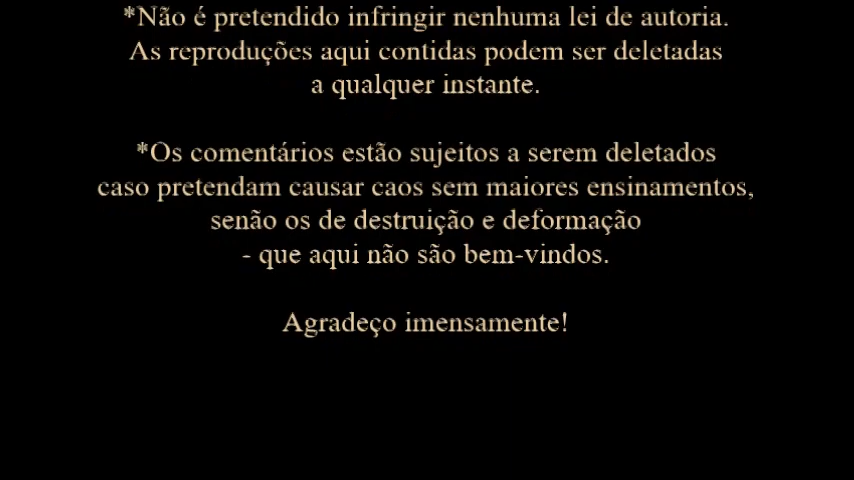 *Não é pretendido infringir nenhuma lei de autoria.
As reproduções aqui contidas podem ser deletadas
a qualquer instante.
*Os comentários estão sujeitos a serem deletados
caso pretendam causar caos sem maiores ensinamentos,
senão os de destruição e deformação
- que aqui não são bem-vindos.
Agradeço imensamente!